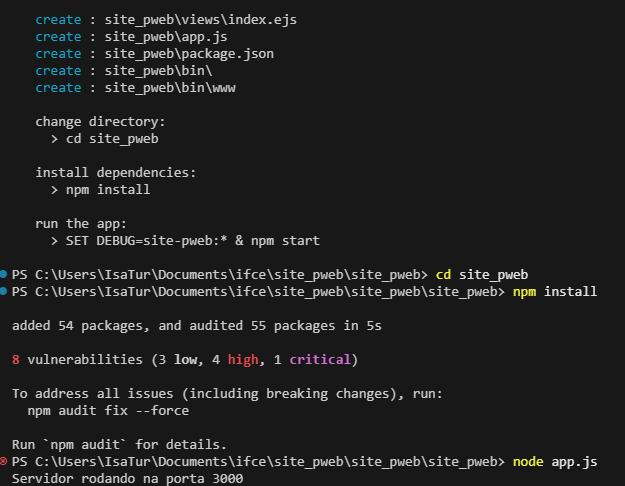 create : site_pweb\views\index.ejs
create : site_pweb\app.js
create : site_pweb\package.json
create : site_pweb\bin\
create : site_pweb\bin\www
change directory:
> cd site_pweb
install dependencies:
> npm install
run the app:
> SET DEBUG=site-pweb:* & npm start
PS C:\Users\IsaTur\Documents\ifce\site_pweb\site_pweb> cd site_pweb
PS C:\Users\IsaTur\Documents\ifce\site_pweb\site_pweb\site_pweb> npm install
added 54 packages, and audited 55 packages in 5s
8 vulnerabilities (3 low, 4 high, 1 critical)
To address all issues (including breaking changes), run:
npm audit fix --force
Run `npm audit` for details.
PS C:\Users\IsaTur\Documents\ifce\site_pweb\site_pweb\site_pweb> node app.js
Servidor rodando na porta 3000